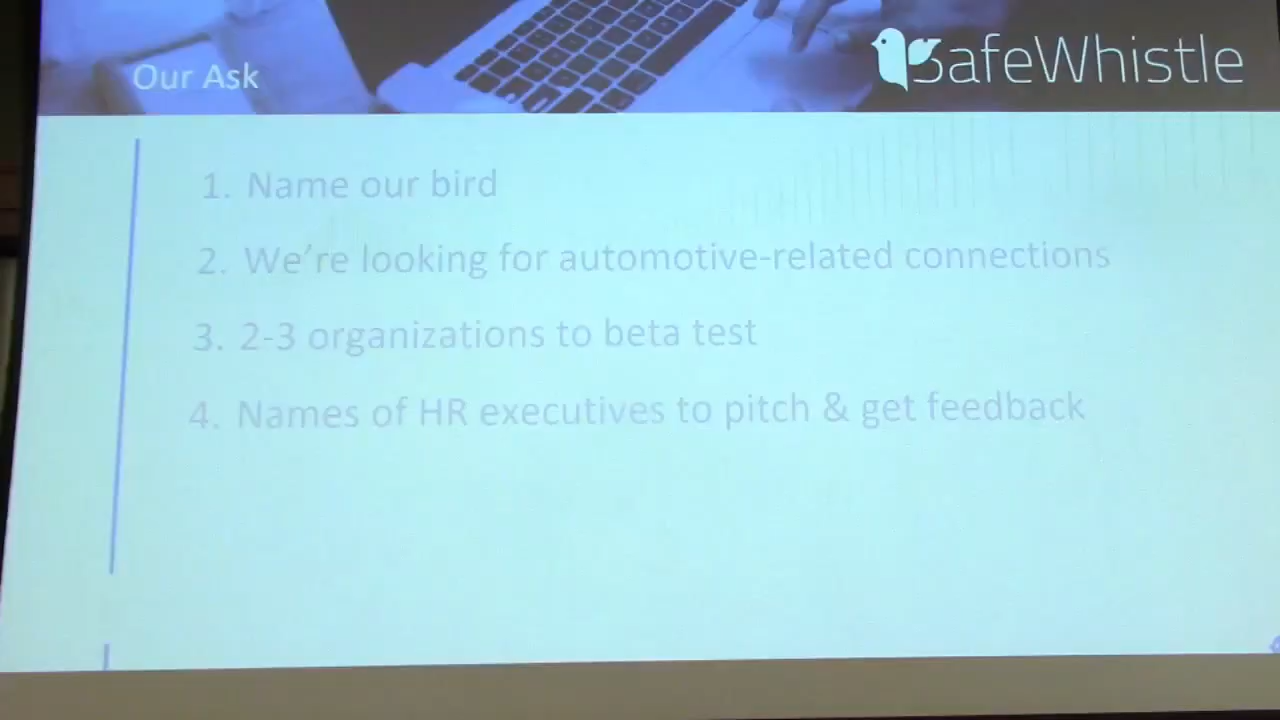 Our Ask
SafeWhistle
1. Name our bird
2. We're looking for automotive-related connections
3. 2-3 organizations to beta test
4. Names of HR executives to pitch & get feedback